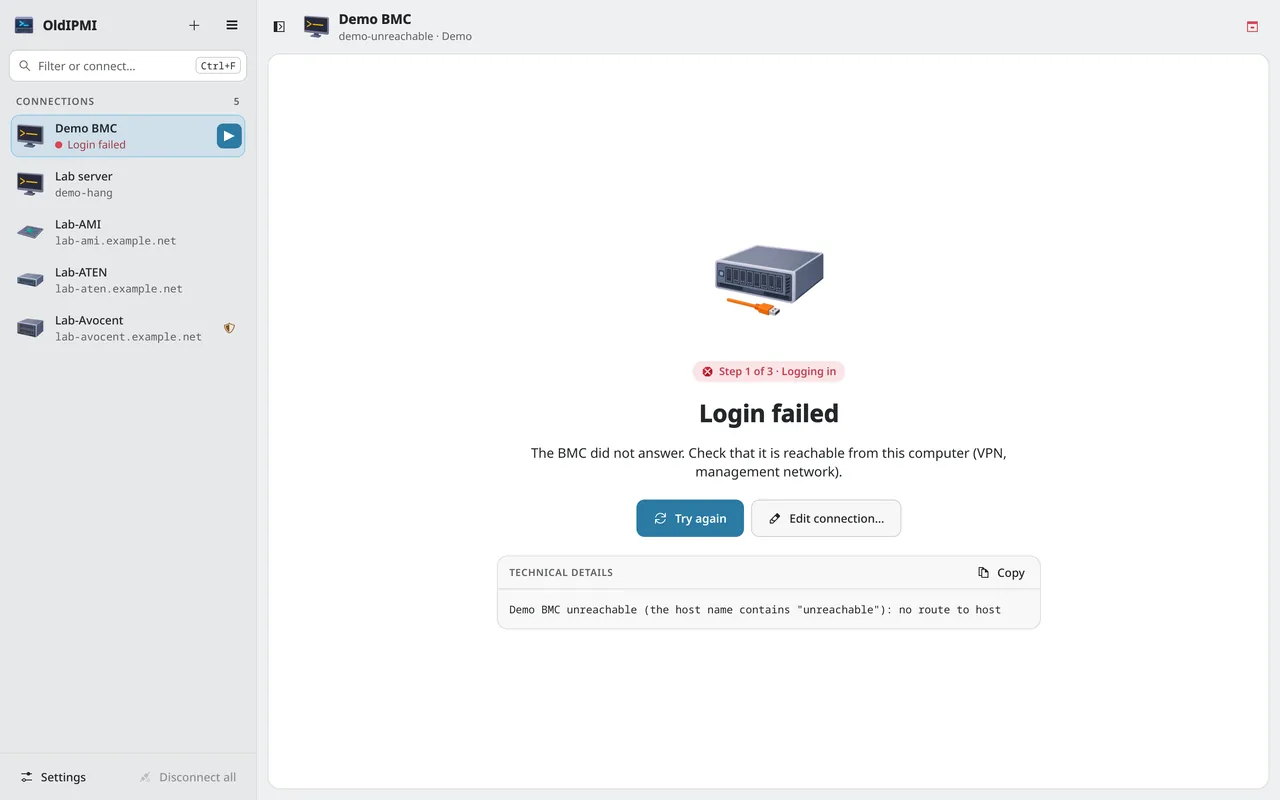 OldIPMI
Filter or connect...
Ctrl+F
CONNECTIONS 5
Demo BMC
Login failed
Lab server
demo-hang
Lab-AMI
lab-ami.example.net
Lab-ATEN
lab-aten.example.net
Lab-Avocent
lab-avocent.example.net
Settings
Disconnect all
Demo BMC
demo-unreachable · Demo
Step 1 of 3 · Logging in
Login failed
The BMC did not answer. Check that it is reachable from this computer (VPN,
management network).
Try again
Edit connection...
TECHNICAL DETAILS
Copy
Demo BMC unreachable (the host name contains "unreachable"): no route to host